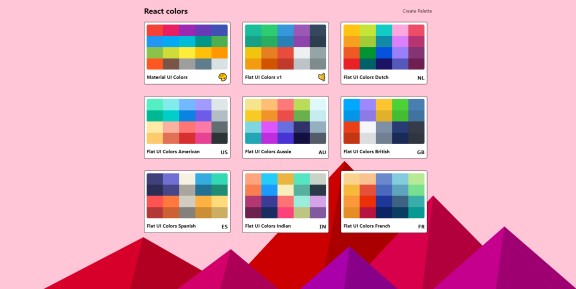 React colors
Create Palette
Material UI Colors
Flat UI Colors v1
Flat UI Colors Dutch NL
Flat UI Colors American US
Flat UI Colors Aussie AU
Flat UI Colors British GB
Flat UI Colors Spanish ES
Flat UI Colors Indian IN
Flat UI Colors French FR